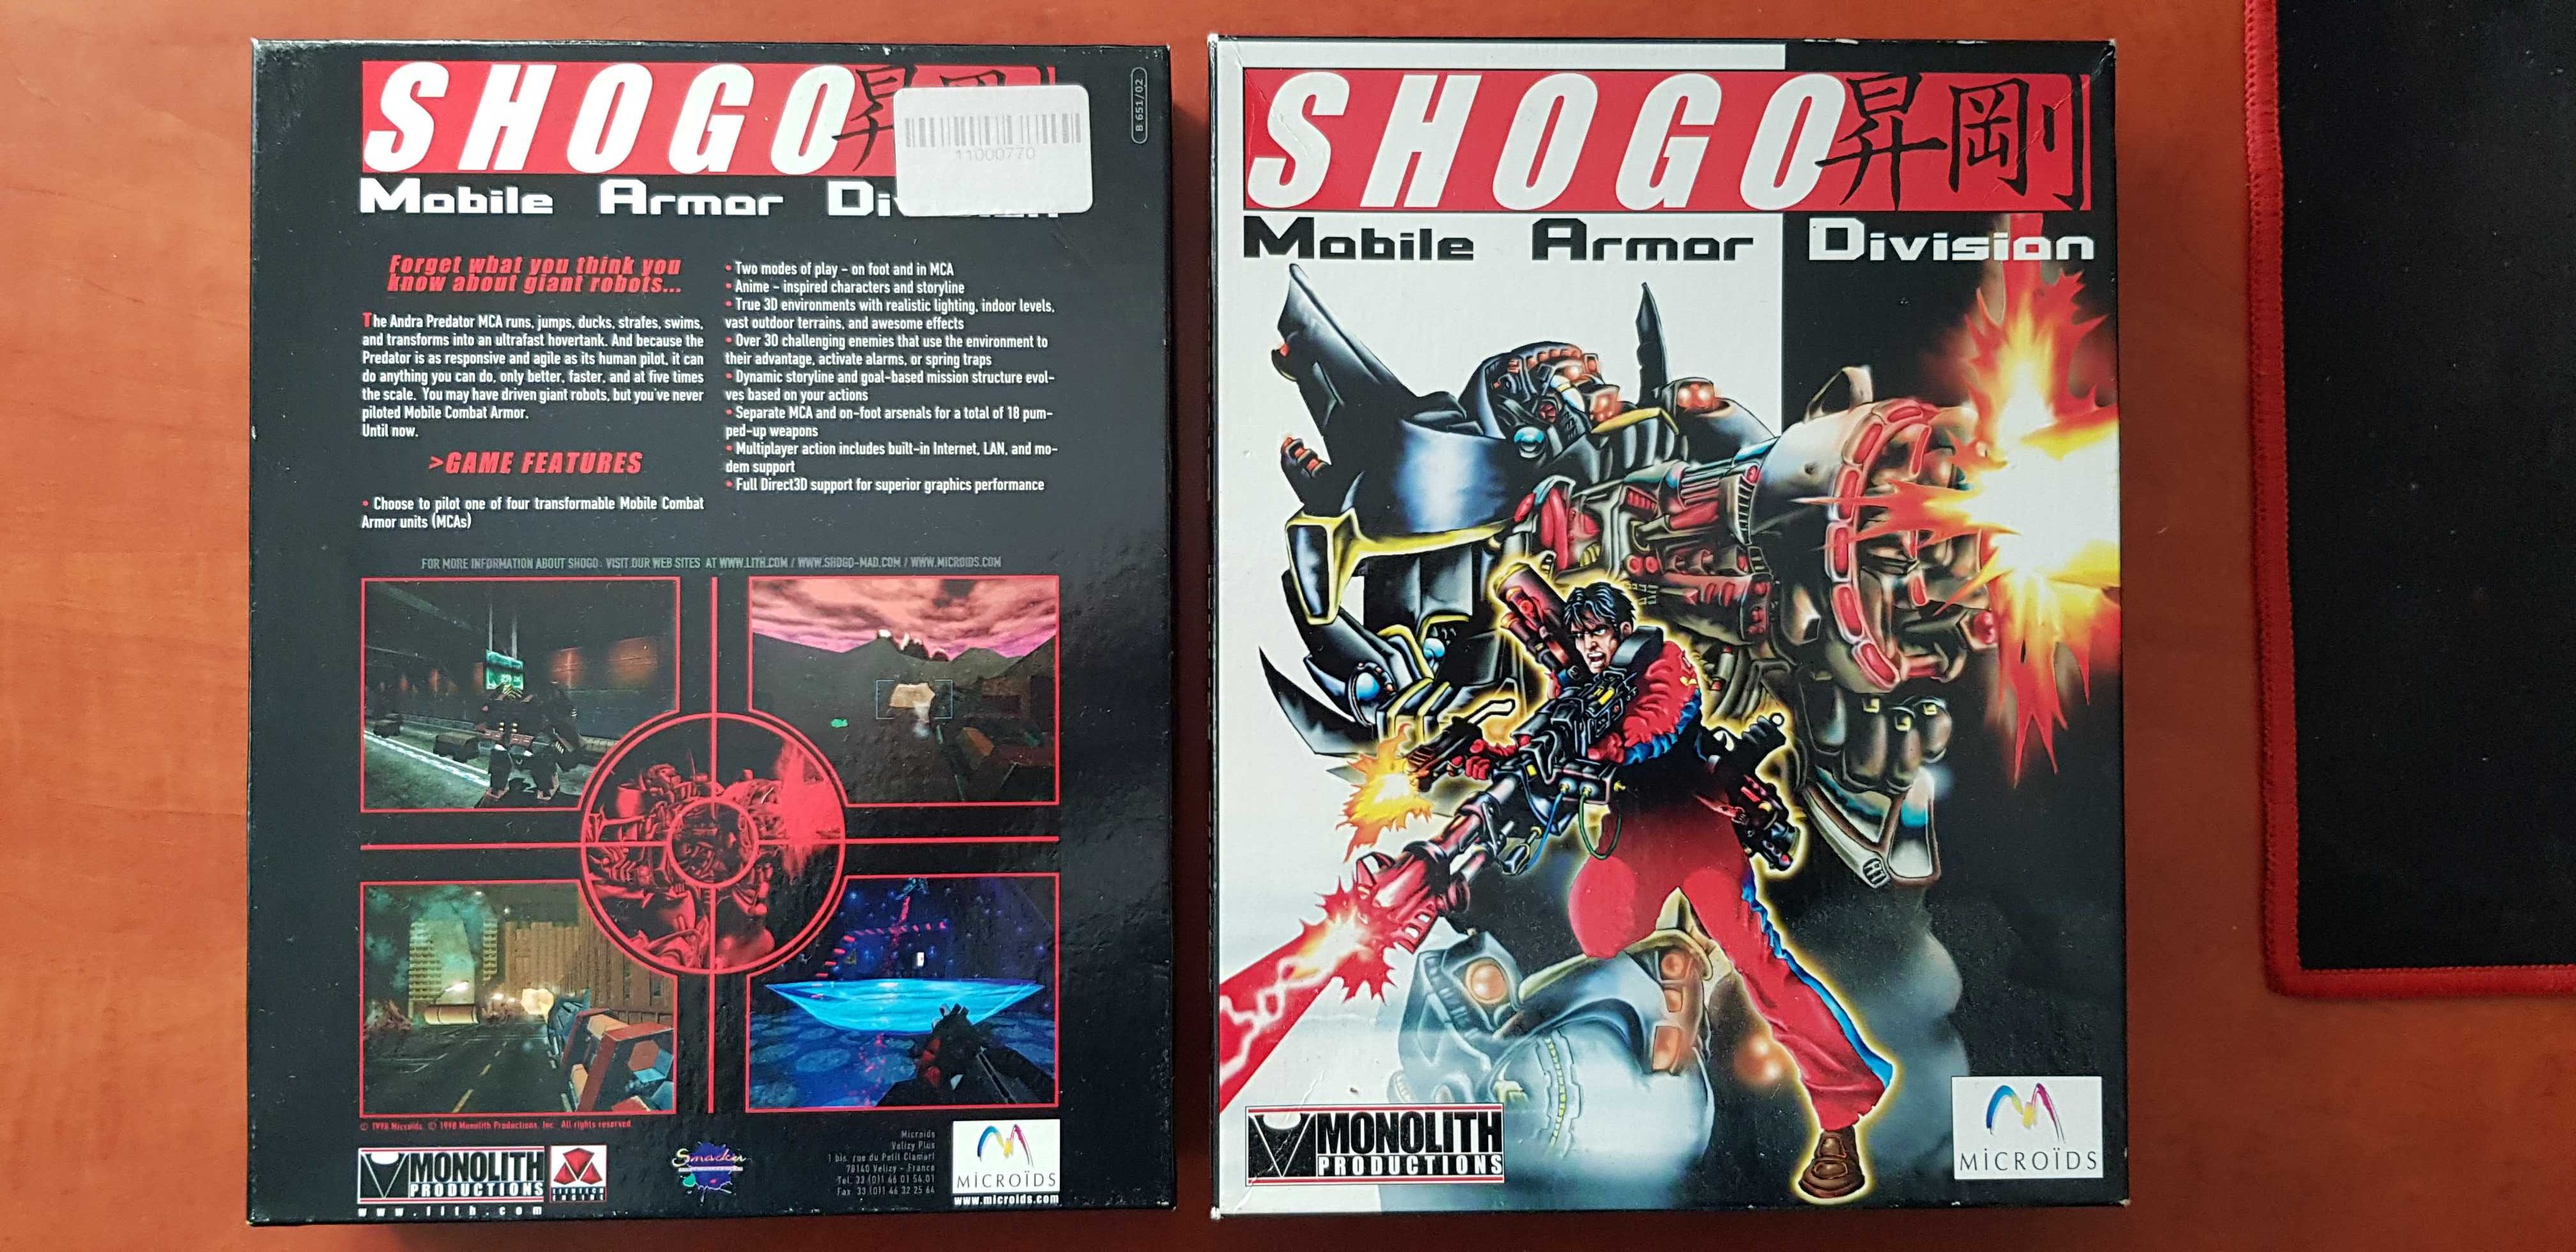 SHOGO昇
11000770
Mobile Armor Di
B 651/02
Forget what you think you
know about giant robots...
The Andra Predator MCA runs, jumps, ducks, strafes, swims,
and transforms into an ultrafast hovertank. And because the
Predator is as responsive and agile as its human pilot, it can
do anything you can do, only better, faster, and at five times
the scale. You may have driven giant robots, but you've never
piloted Mobile Combat Armor.
Until now.
>GAME FEATURES
• Choose to pilot one of four transformable Mobile Combat
Armor units (MCAs)
• Two modes of play - on foot and in MCA
• Anime - inspired characters and storyline
• True 3D environments with realistic lighting, indoor levels,
vast outdoor terrains, and awesome effects
• Over 30 challenging enemies that use the environment to
their advantage, activate alarms, or spring traps
• Dynamic storyline and goal-based mission structure evol-
ves based on your actions
• Separate MCA and on-foot arsenals for a total of 18 pum-
ped-up weapons
• Multiplayer action includes built-in Internet, LAN, and mo-
dem support
• Full Direct3D support for superior graphics performance
FOR MORE INFORMATION ABOUT SHOGO: VISIT OUR WEB SITES AT WWW.LITH.COM / WWW.SHOGO-MAD.COM / WWW.MICROIDS.COM
© 1998 Microïds. © 1998 Monolith Productions, Inc. All rights reserved
MONOLITH
PRODUCTIONS
www.lith.com
LITHTECH
ENGINE
Smacker
Microïds
Velizy Plus
1 bis, rue du Petit Clamart
78140 Velizy - France
Tel. 33 (0)1 46 01 54 01
Fax 33 (0)1 46 32 25 64
MiCROÏDS
www.microids.com
SHOGO昇剛
Mobile Armor Division
MONOLITH
PRODUCTIONS
MiCROÏDS